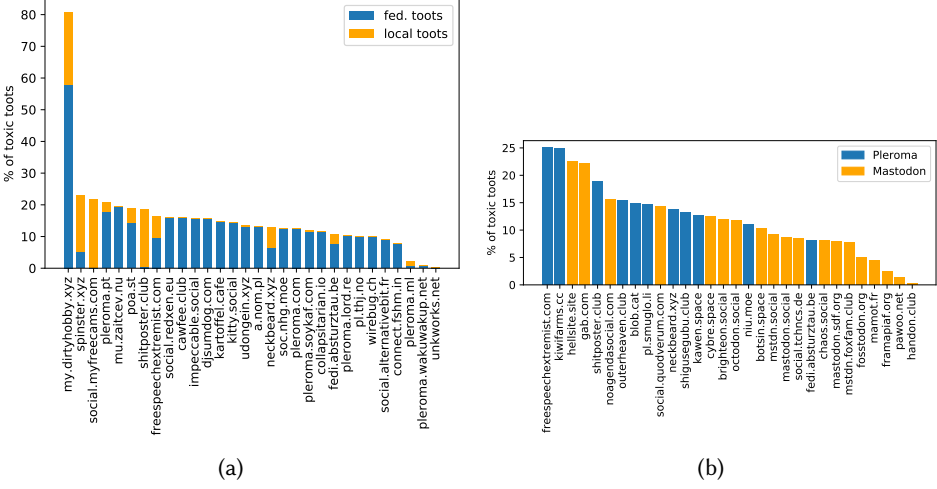 80
70
60
50
40
30
20
10
0
% of toxic toots
fed. toots
local toots
my.dirtyhobby.xyz
spinster.xyz
social.myfreecams.com
pleroma.pt
mu.zaitcev.nu
poa.st
shitposter.club
freespeechextremist.com
social.redxen.eu
cawfee.club
impeccable.social
djsumdog.com
kartoffel.cafe
kitty.social
udongein.xyz
a.nom.pl
neckbeard.xyz
soc.nhg.moe
pleroma.com
pleroma.soykaf.com
collapsitarian.io
fedi.absturztau.be
pleroma.lord.re
pl.thj.no
wirebug.ch
social.alternativebit.fr
connect.fshm.in
pleroma.ml
pleroma.wakuwakup.net
unkworks.net
(a)
25
20
15
10
5
0
% of toxic toots
Pleroma
Mastodon
freespeechextremist.com
kiwifarms.cc
hellsite.site
gab.com
shitposter.club
noagendasocial.com
outerheaven.club
blob.cat
pl.smuglo.li
social.quodverum.com
neckbeard.xyz
shigusegubu.club
kawen.space
cybre.space
brighteon.social
octodon.social
niu.moe
botsin.space
mstdn.social
mastodon.social
social.tchncs.de
fedi.absturztau.be
chaos.social
mastodon.sdf.org
mstdn.foxfam.club
fosstodon.org
mamot.fr
framapiaf.org
pawoo.net
handon.club
(b)